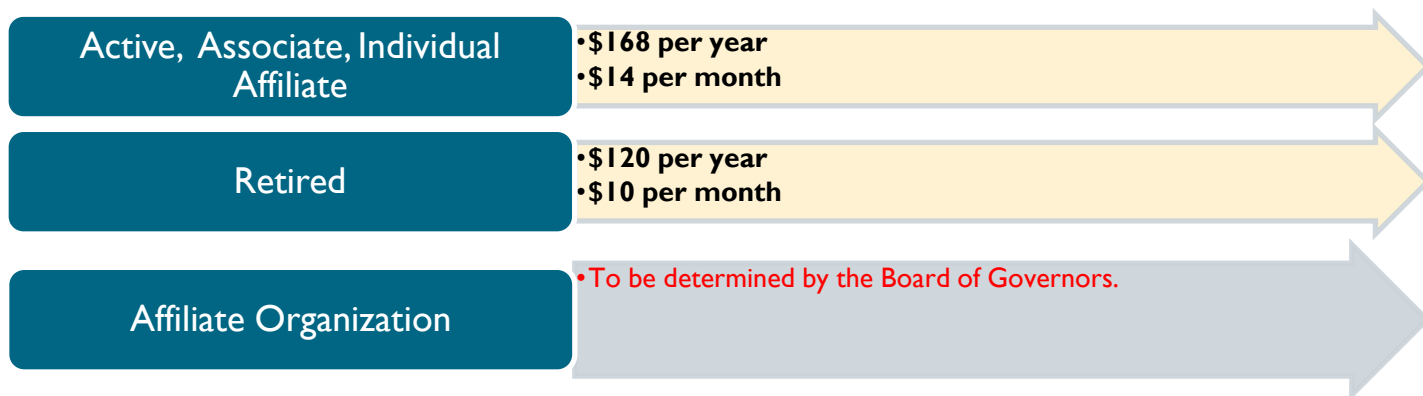 Active, Associate, Individual
Affiliate
•$168 per year
•$14 per month
Retired
•$120 per year
•$10 per month
Affiliate Organization
•To be determined by the Board of Governors.